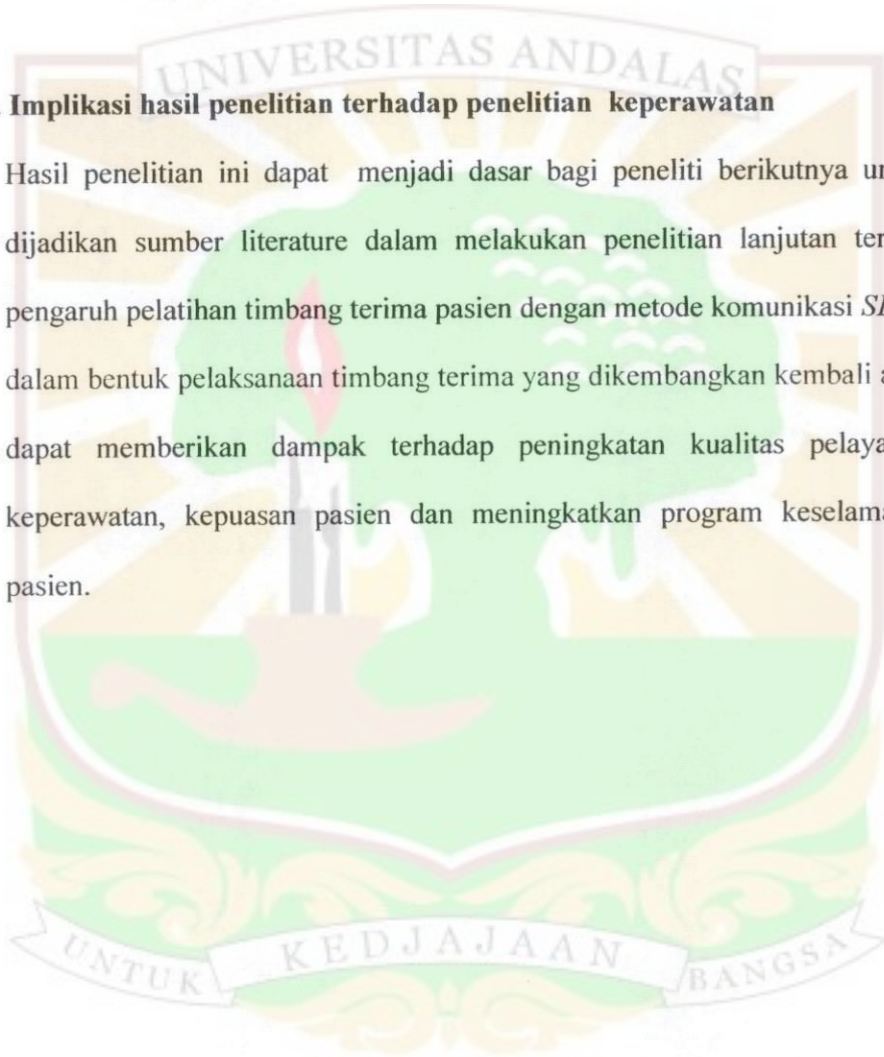 UNIVERSITAS ANDALAS
Implikasi hasil penelitian terhadap penelitian keperawatan
Hasil penelitian ini dapat menjadi dasar bagi peneliti berikutnya
dijadikan sumber literature dalam melakukan penelitian lanjutan
pengaruh pelatihan timbang terima pasien dengan metode komunikasi
dalam bentuk pelaksanaan timbang terima yang dikembangkan kembali
dapat memberikan dampak terhadap peningkatan kualitas
keperawatan, kepuasan pasien dan meningkatkan program
pasien.
UNTUK KEDJAJAAN BANGSA